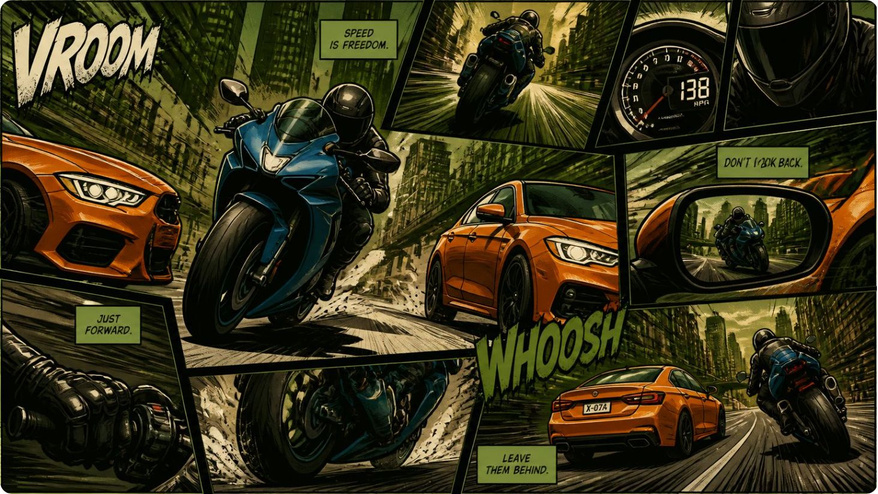 VROOM
SPEED
IS FREEDOM.
138
DON'T BACK.
JUST
FORWARD.
WHOOSH
X-07A
LEAVE
THEM BEHIND.